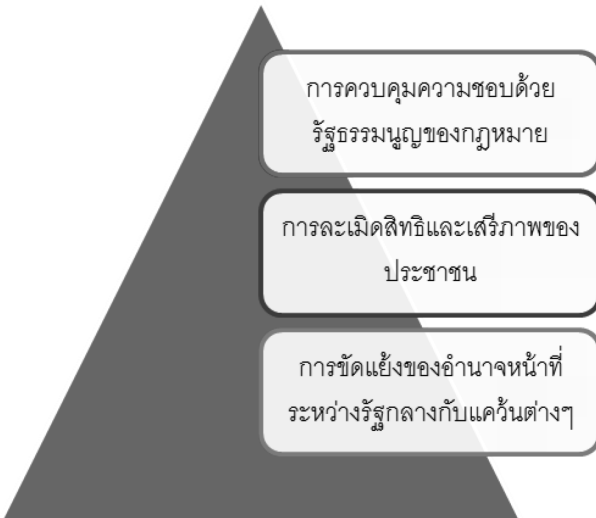 การควบคุมความชอบด้วย
รัฐธรรมนูญของกฎหมาย
การละเมิดสิทธิและเสรีภาพของ
ประชาชน
การขัดแย้งของอำนาจหน้าที่
ระหว่างรัฐกลางกับแคว้นต่างๆ